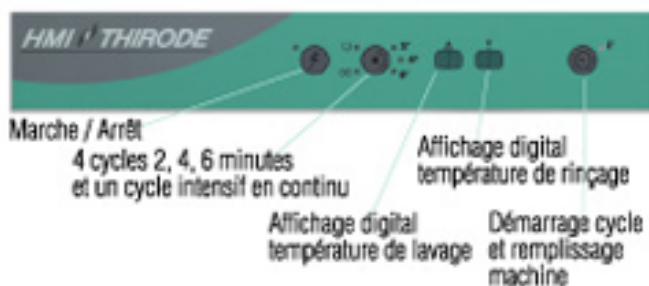 HMI THIRODE
Marche / Arrêt
4 cycles 2, 4, 6 minutes
et un cycle intensif en continu
Affichage digital
température de lavage
Affichage digital
température de rinçage
Démarrage cycle
et remplissage
machine